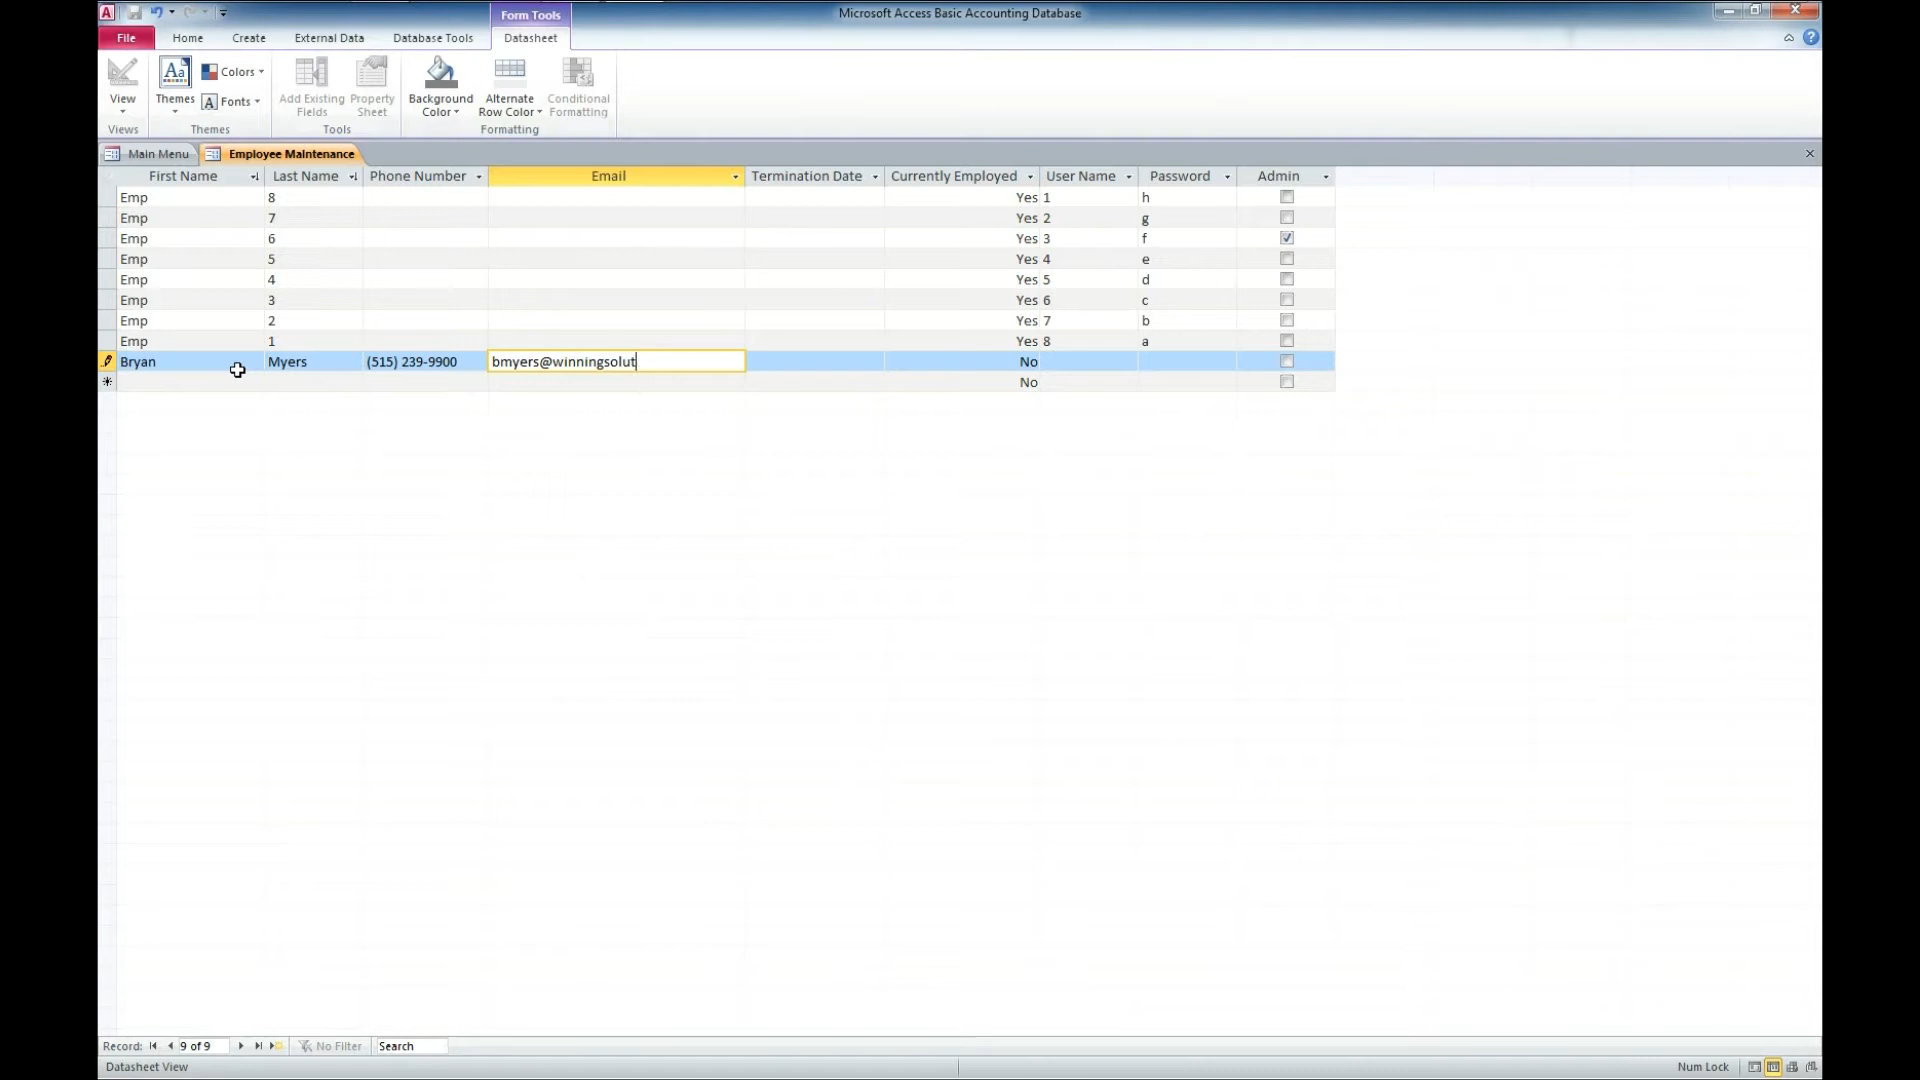 Form Tools
Microsoft Access Basic Accounting Database
File Home Create External Data Database Tools Datasheet
View
Themes
Colors
Fonts
Add Existing Fields
Property Sheet
Background Color
Alternate Row Color
Conditional Formatting
Views Themes Tools Formatting
Main Menu Employee Maintenance
First Name Last Name Phone Number Email Termination Date Currently Employed User Name Password Admin
Emp 8 Yes 1 h
Emp 7 Yes 2 g
Emp 6 Yes 3 f
Emp 5 Yes 4 e
Emp 4 Yes 5 d
Emp 3 Yes 6 c
Emp 2 Yes 7 b
Emp 1 Yes 8 a
Bryan Myers (515) 239-9900 bmyers@winningsolut No
No
Record: 9 of 9 No Filter Search
Datasheet View Num Lock